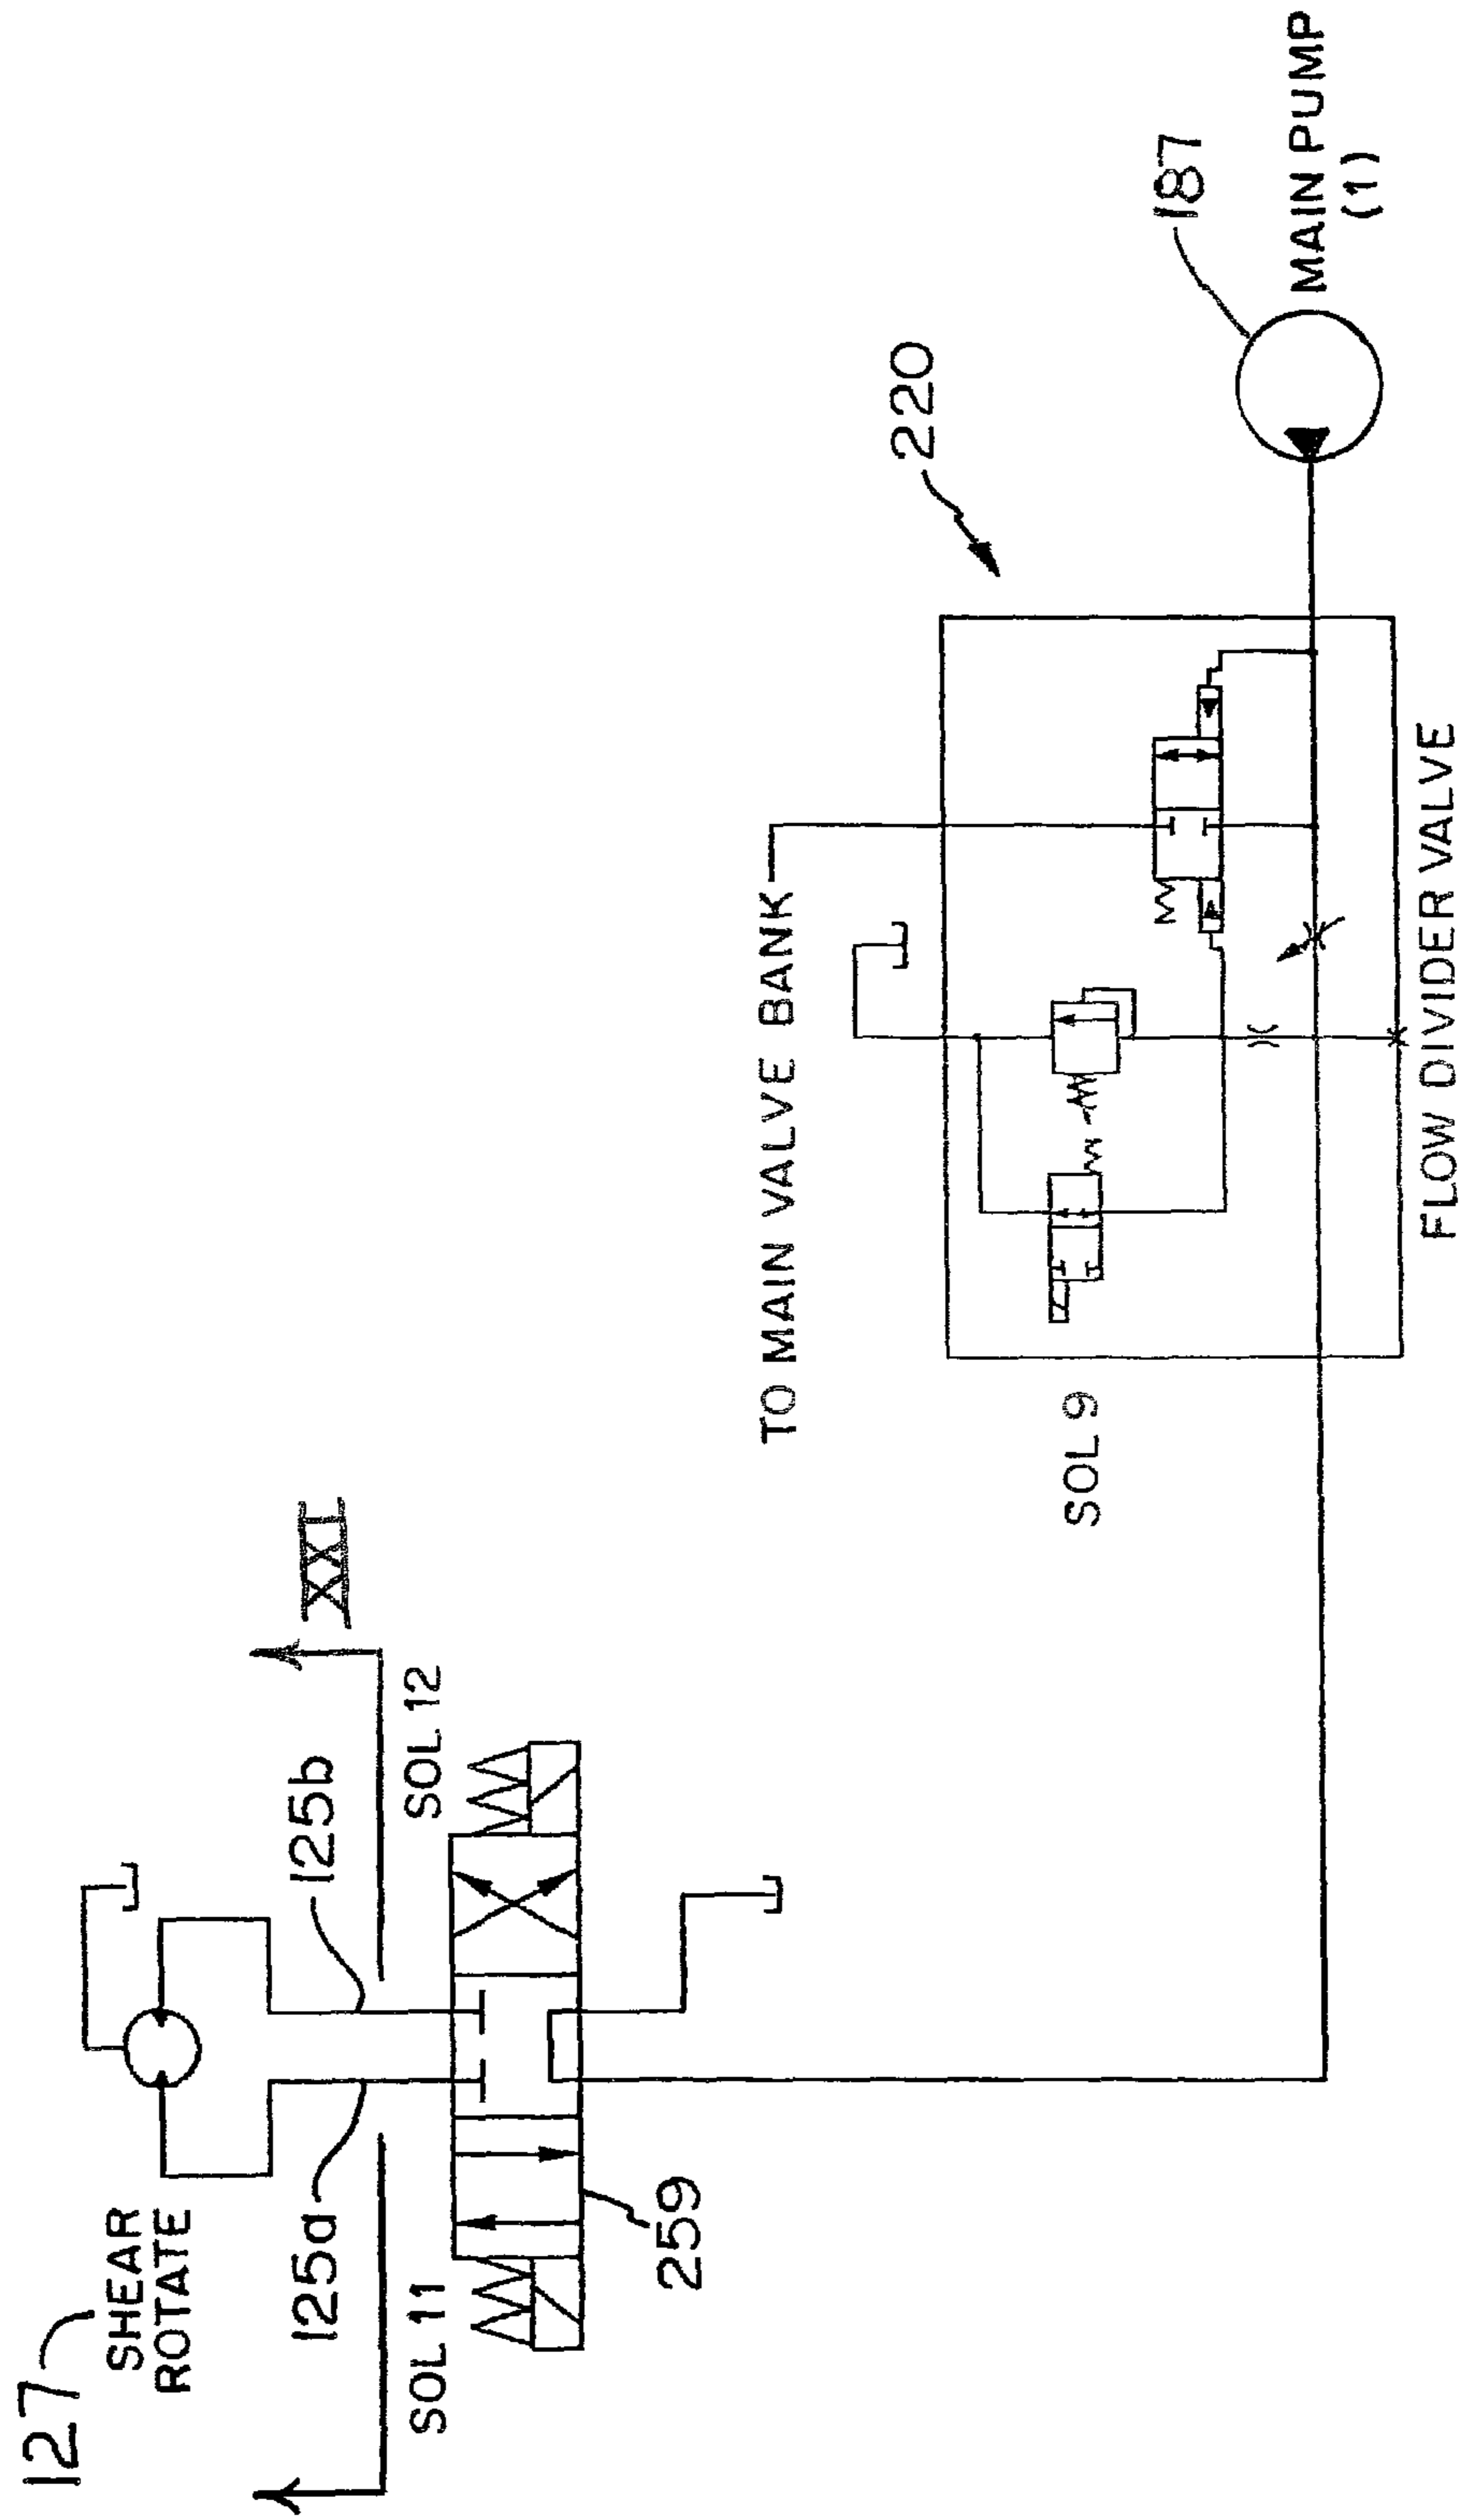 127
SHEAR
ROTATE
125a
125b
XXI
SOL 11
SOL 12
259
TO MAIN VALVE BANK
SOL 9
220
187
MAIN PUMP
(1)
FLOW DIVIDER VALVE